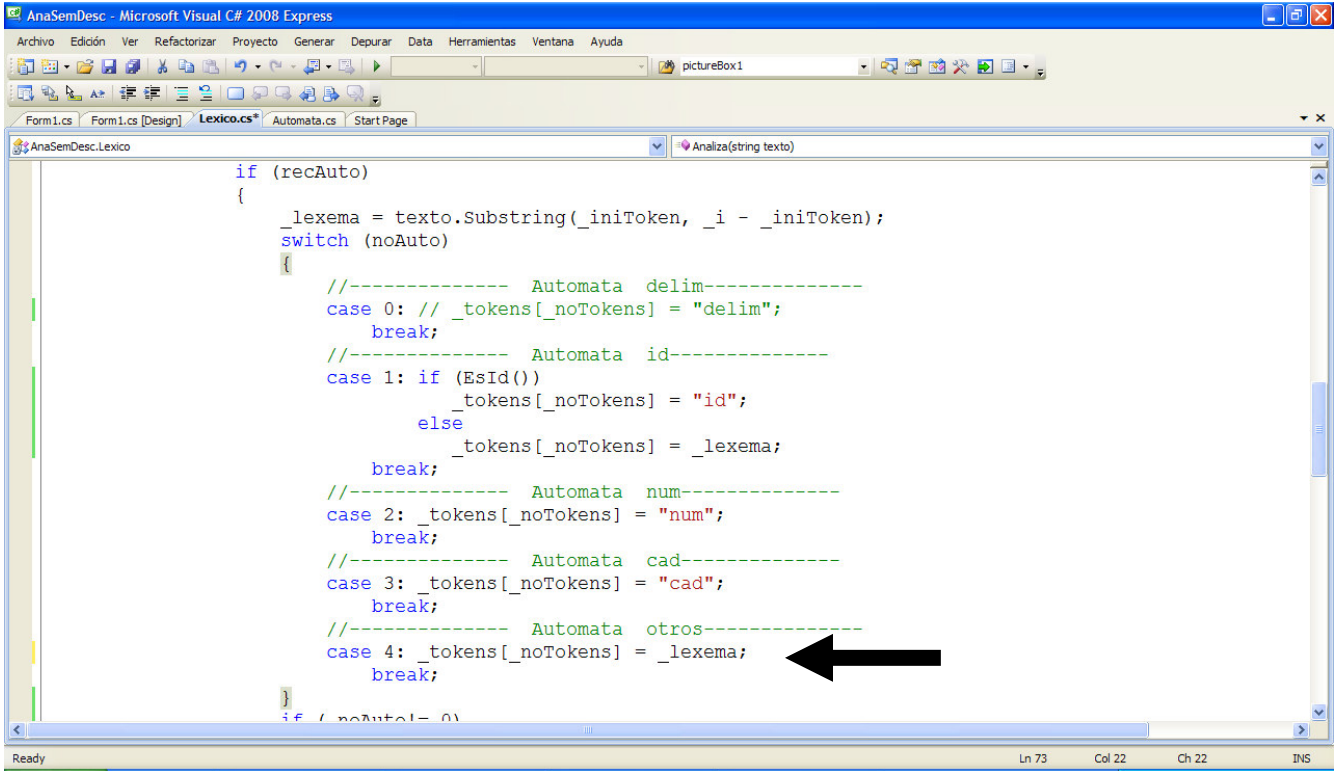 AnaSemDesc - Microsoft Visual C# 2008 Express
Archivo Edición Ver Refactorizar Proyecto Generar Depurar Data Herramientas Ventana Ayuda
pictureBox1
Form1.cs Form1.cs [Design] Lexico.cs* Automata.cs Start Page
AnaSemDesc.Lexico Analiza(string texto)
if (recAuto)
{
_lexema = texto.Substring(_iniToken, _i - _iniToken);
switch (noAuto)
{
//-------------- Automata delim--------------
case 0: // _tokens[_noTokens] = "delim";
break;
//-------------- Automata id--------------
case 1: if (EsId())
_tokens[_noTokens] = "id";
else
_tokens[_noTokens] = _lexema;
break;
//-------------- Automata num--------------
case 2: _tokens[_noTokens] = "num";
break;
//-------------- Automata cad--------------
case 3: _tokens[_noTokens] = "cad";
break;
//-------------- Automata otros--------------
case 4: _tokens[_noTokens] = _lexema;
break;
}
if ( noAuto!= 0)
Ready Ln 73 Col 22 Ch 22 INS